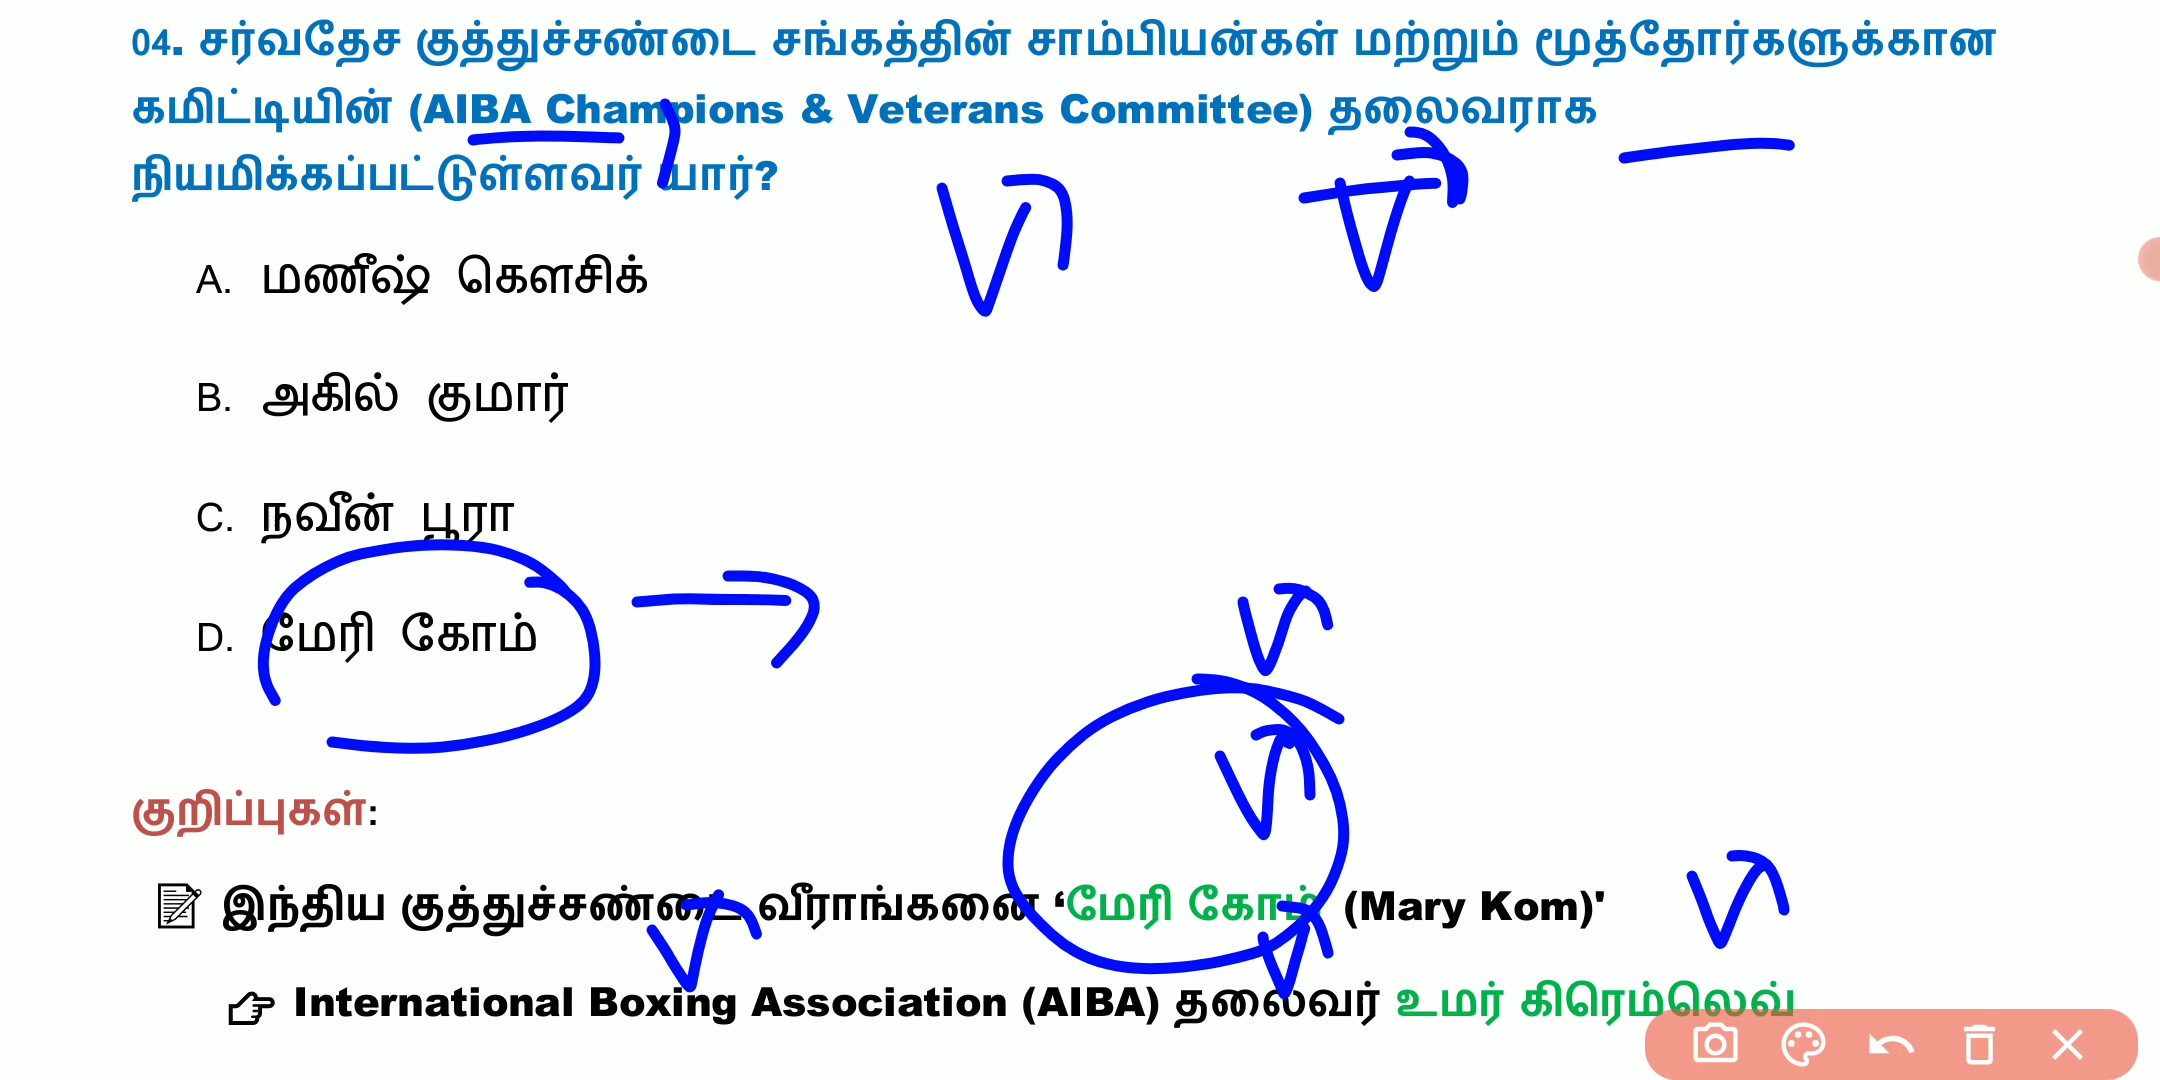 04. சர்வதேச குத்துச்சண்டை சங்கத்தின் சாம்பியன்கள் மற்றும் மூத்தோர்களுக்கான
கமிட்டியின் (AIBA Champions & Veterans Committee) தலைவராக
நியமிக்கப்பட்டுள்ளவர் யார்?
A. மணீஷ் கௌசிக்
B. அகில் குமார்
C. நவீன் பூரா
D. மேரி கோம்
குறிப்புகள்:
இந்திய குத்துச்சண்டை வீராங்கனை ‘மேரி கோம் (Mary Kom)'
International Boxing Association (AIBA) தலைவர் உமர் கிரெம்லெவ்